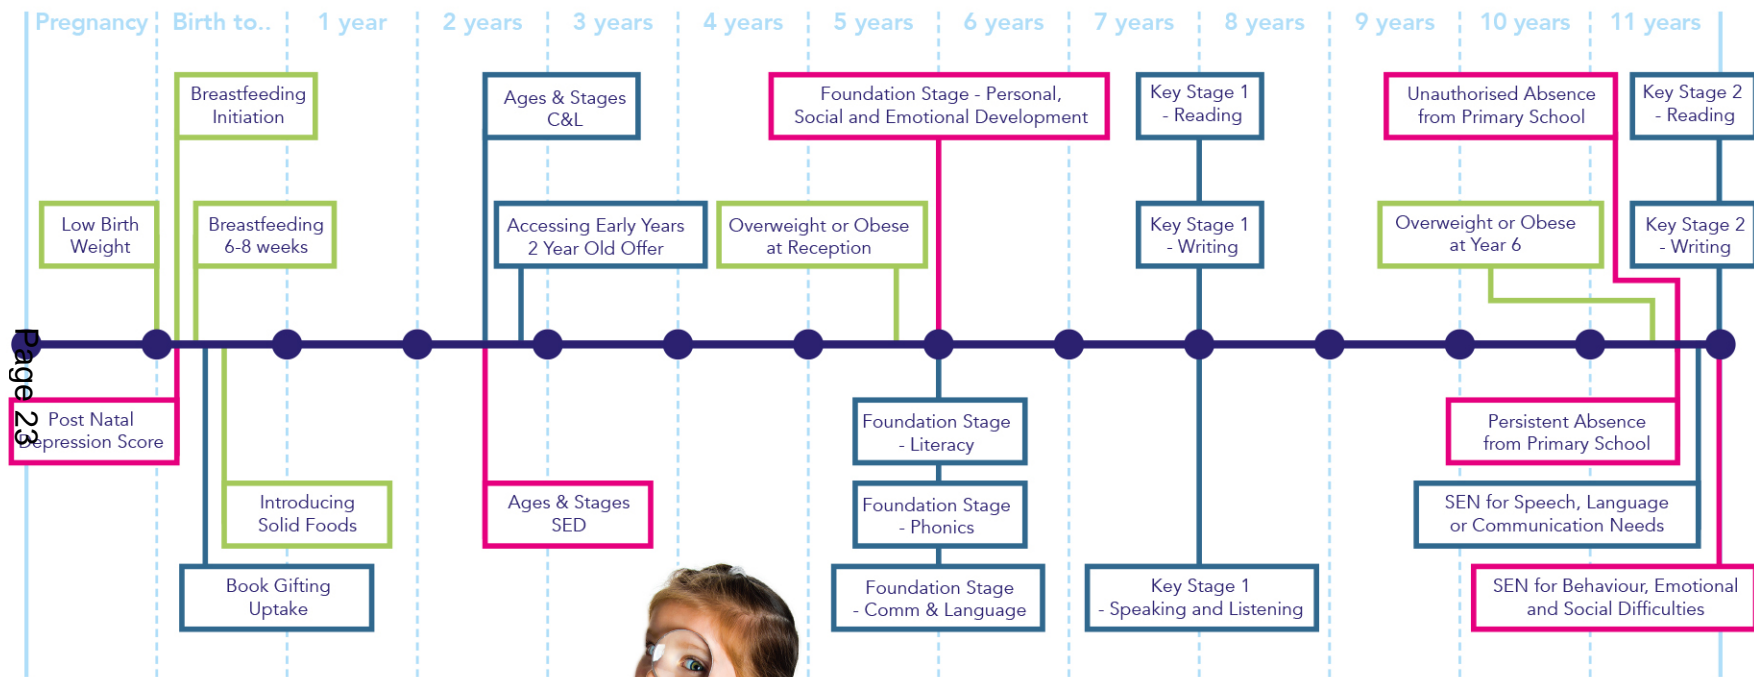 Pregnancy
Birth to..
1 year
2 years
3 years
4 years
5 years
6 years
7 years
8 years
9 years
10 years
11 years
Breastfeeding
Initiation
Ages & Stages
C&L
Foundation Stage - Personal,
Social and Emotional Development
Key Stage 1
- Reading
Unauthorised Absence
from Primary School
Key Stage 2
- Reading
Low Birth
Weight
Breastfeeding
6-8 weeks
Accessing Early Years
2 Year Old Offer
Overweight or Obese
at Reception
Key Stage 1
- Writing
Overweight or Obese
at Year 6
Key Stage 2
- Writing
Page 23
Post Natal
Depression Score
Foundation Stage
- Literacy
Persistent Absence
from Primary School
Introducing
Solid Foods
Ages & Stages
SED
Foundation Stage
- Phonics
SEN for Speech, Language
or Communication Needs
Book Gifting
Uptake
Foundation Stage
- Comm & Language
Key Stage 1
- Speaking and Listening
SEN for Behaviour, Emotional
and Social Difficulties